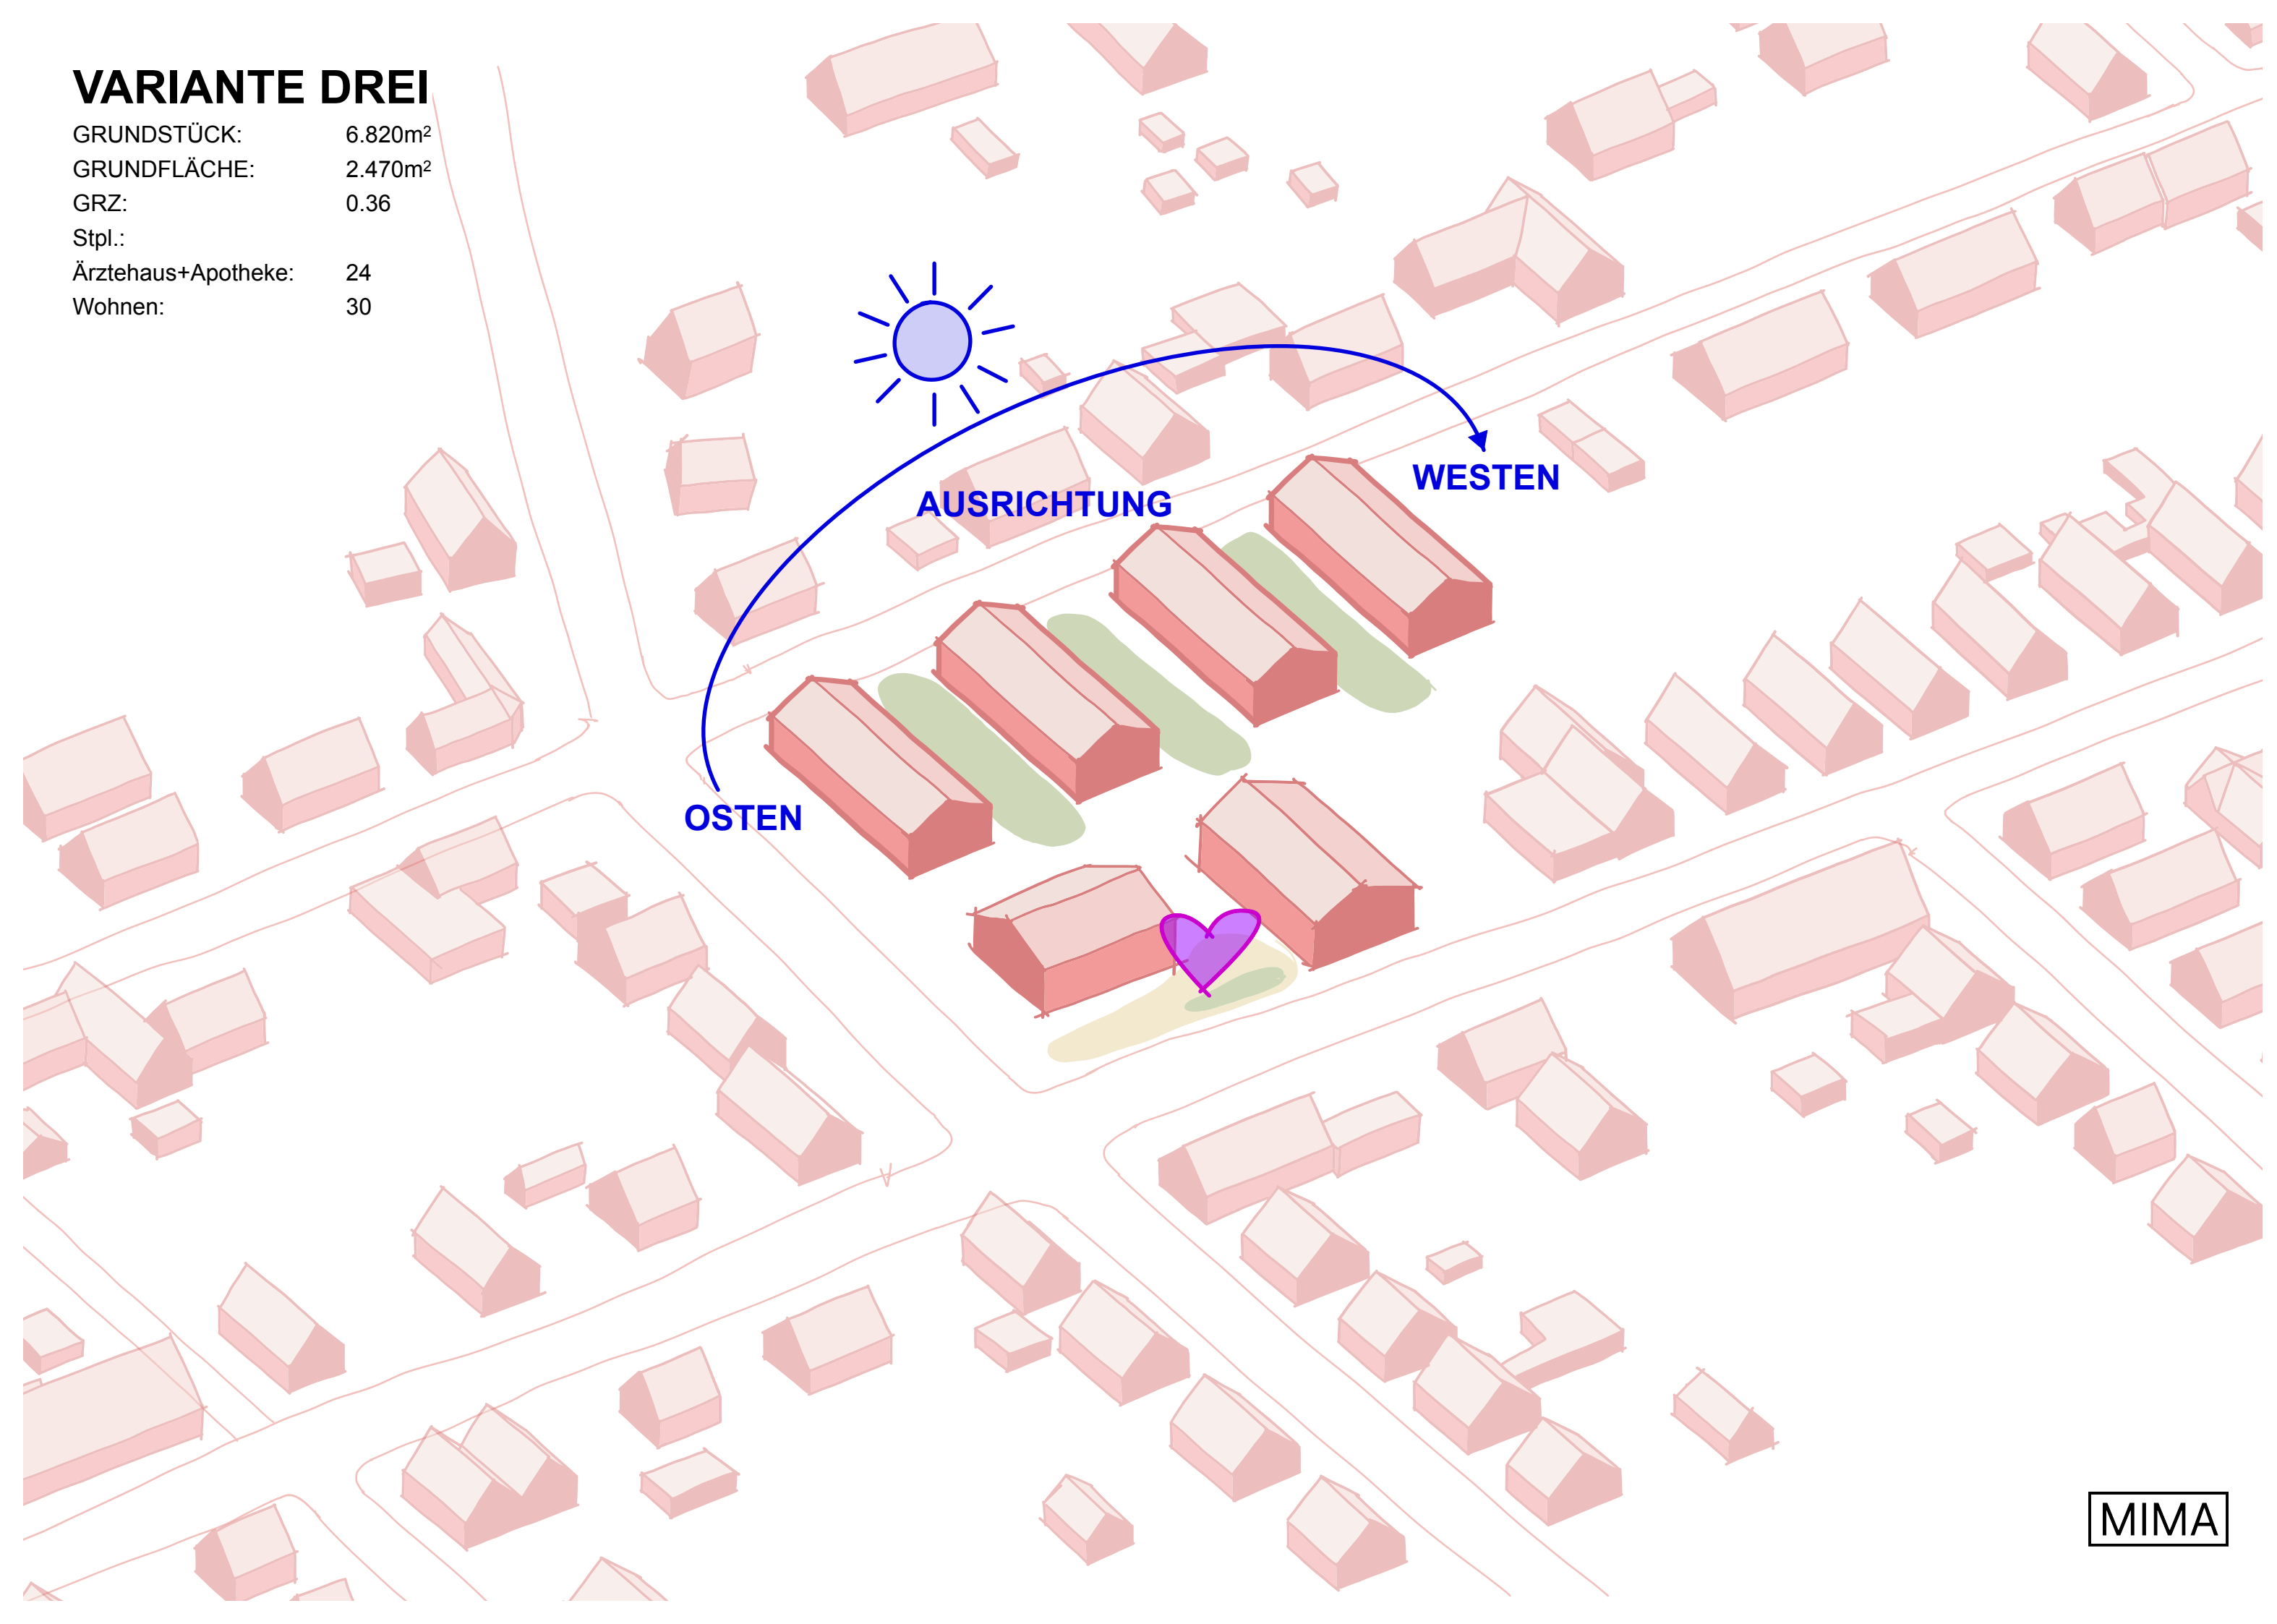 VARIANTE DREI
GRUNDSTÜCK: 6.820m²
GRUNDFLÄCHE: 2.470m²
GRZ: 0.36
Stpl.:
Ärztehaus+Apotheke: 24
Wohnen: 30
WESTEN
AUSRICHTUNG
OSTEN
MIMA